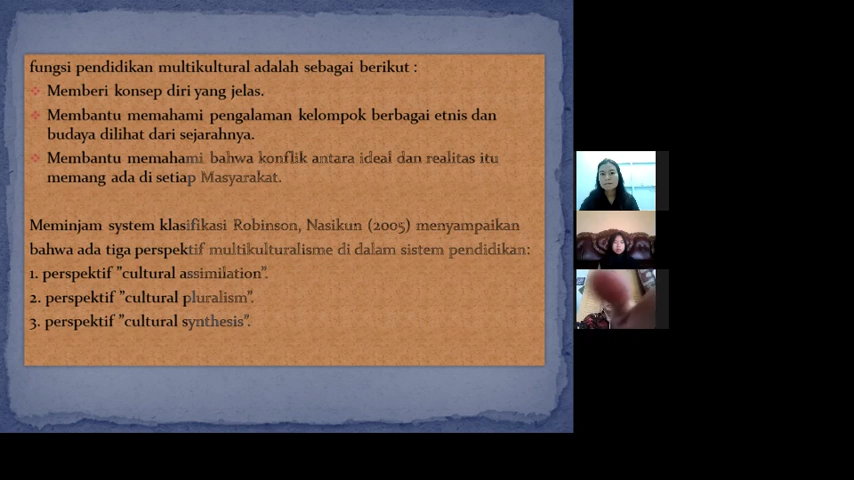 fungsi pendidikan multikultural adalah sebagai berikut :
Memberi konsep diri yang jelas.
Membantu memahami pengalaman kelompok berbagai etnis dan
budaya dilihat dari sejarahnya.
Membantu memahami bahwa konflik antara ideal dan realitas itu
memang ada di setiap Masyarakat.
Meminjam system klasifikasi Robinson, Nasikun (2005) menyampaikan
bahwa ada tiga perspektif multikulturalisme di dalam sistem pendidikan:
1. perspektif ”cultural assimilation”.
2. perspektif ”cultural pluralism”.
3. perspektif ”cultural synthesis”.